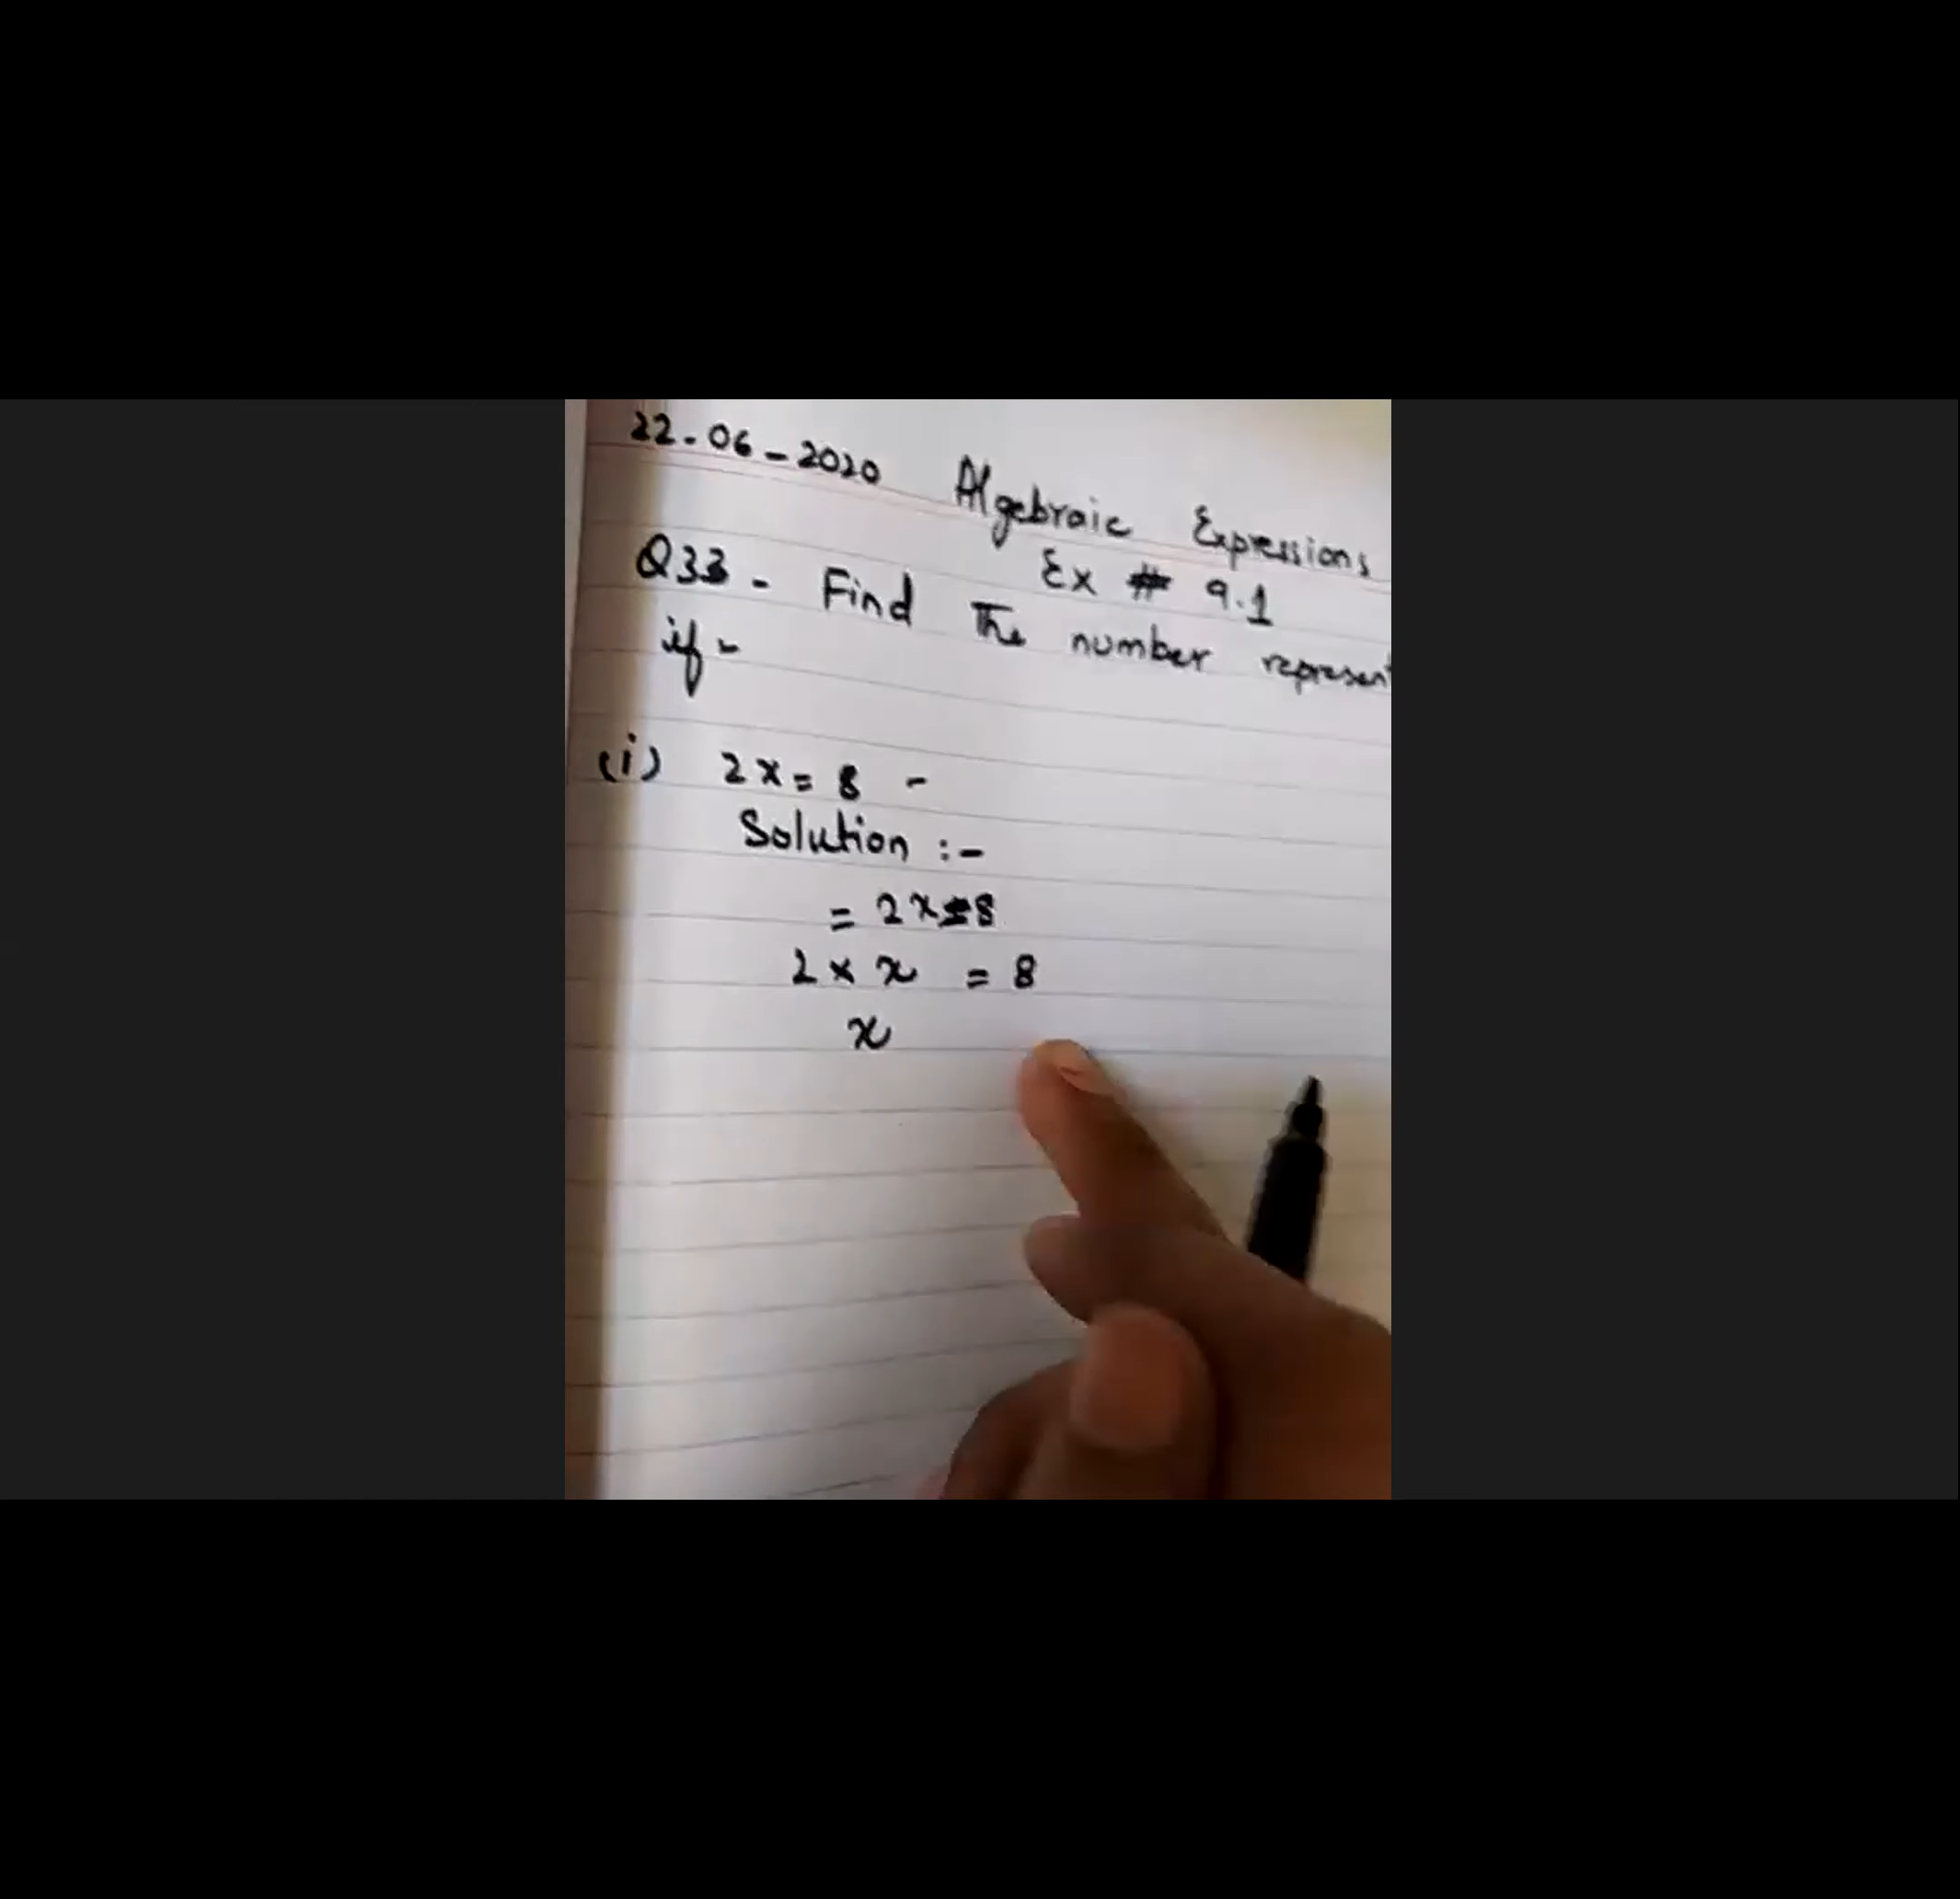 22-06-2020 Algebraic Expressions
Ex # 9.1
Q33- Find The number represent
if -
(i) 2x = 8 -
Solution :-
= 2x=8
2 × x = 8
x